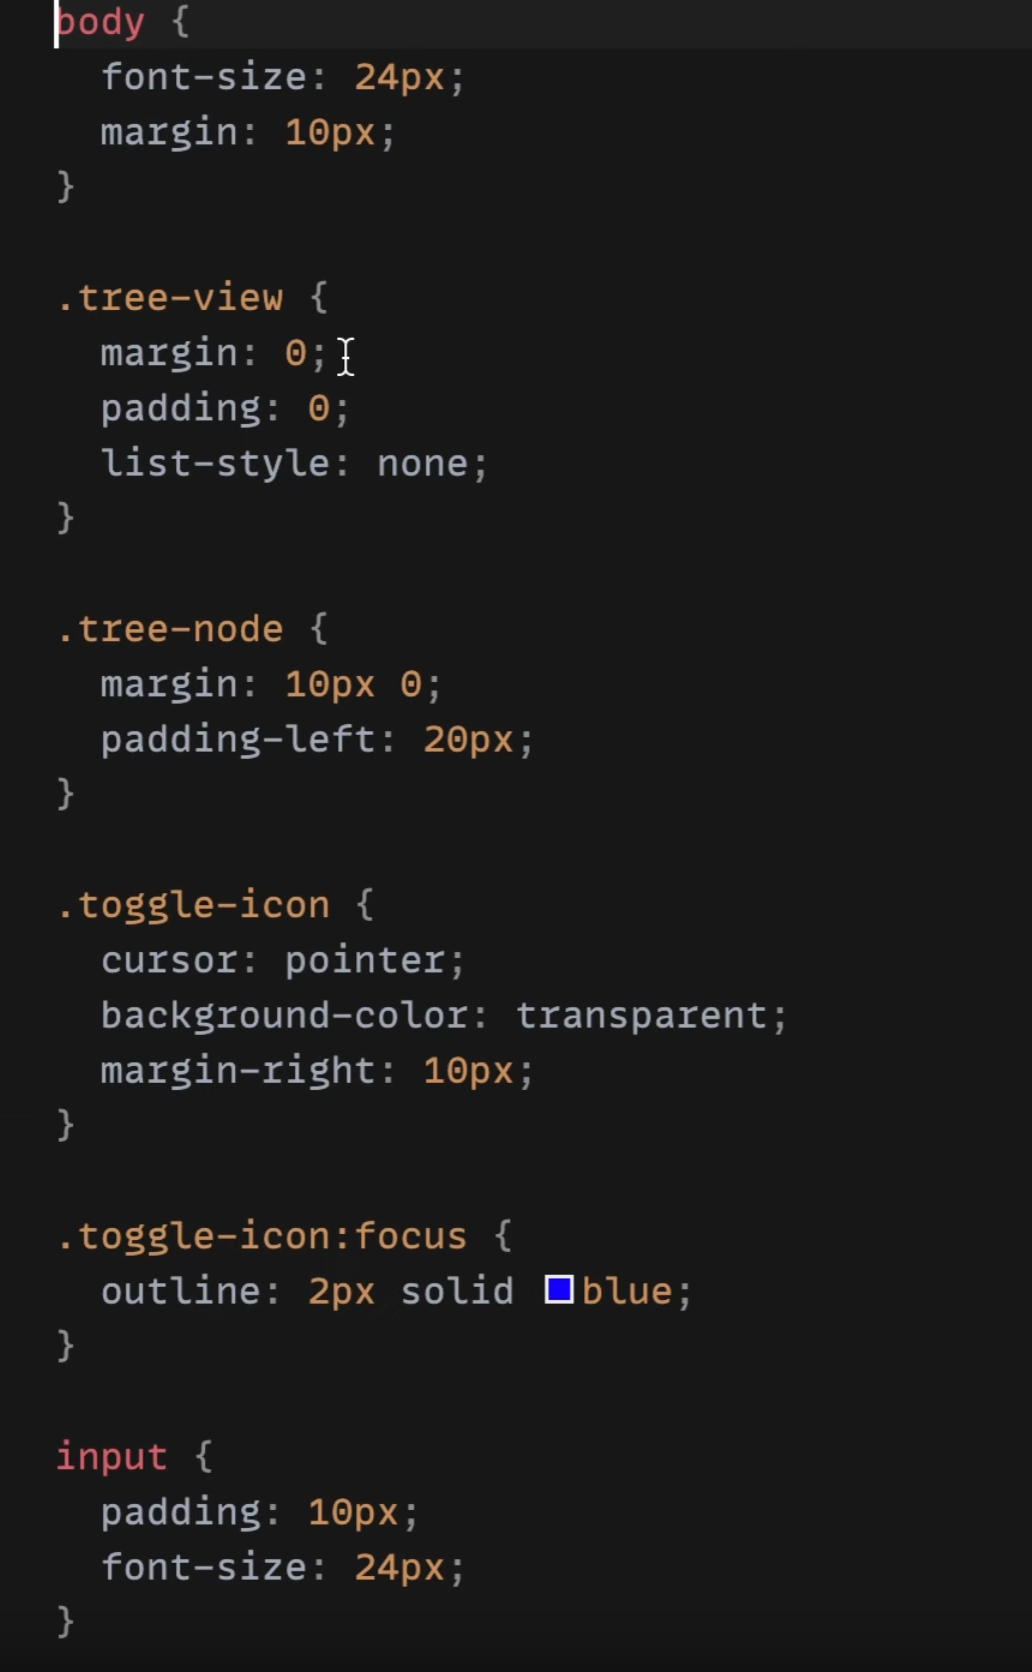 body {
  font-size: 24px;
  margin: 10px;
}

.tree-view {
  margin: 0;
  padding: 0;
  list-style: none;
}

.tree-node {
  margin: 10px 0;
  padding-left: 20px;
}

.toggle-icon {
  cursor: pointer;
  background-color: transparent;
  margin-right: 10px;
}

.toggle-icon:focus {
  outline: 2px solid blue;
}

input {
  padding: 10px;
  font-size: 24px;
}